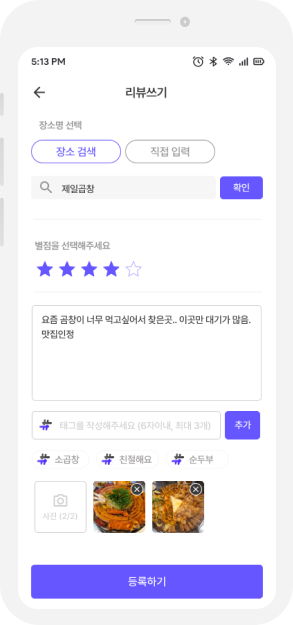 5:13 PM
리뷰쓰기
장소명 선택
장소 검색
직접 입력
제일곱창
확인
별점을 선택해주세요
요즘 곱창이 너무 먹고싶어서 찾은곳.. 이곳만 대기가 많음.
맛집인정
태그를 작성해주세요 (6자이내, 최대 3개)
추가
소곱창
친절해요
순두부
사진 (2/2)
등록하기